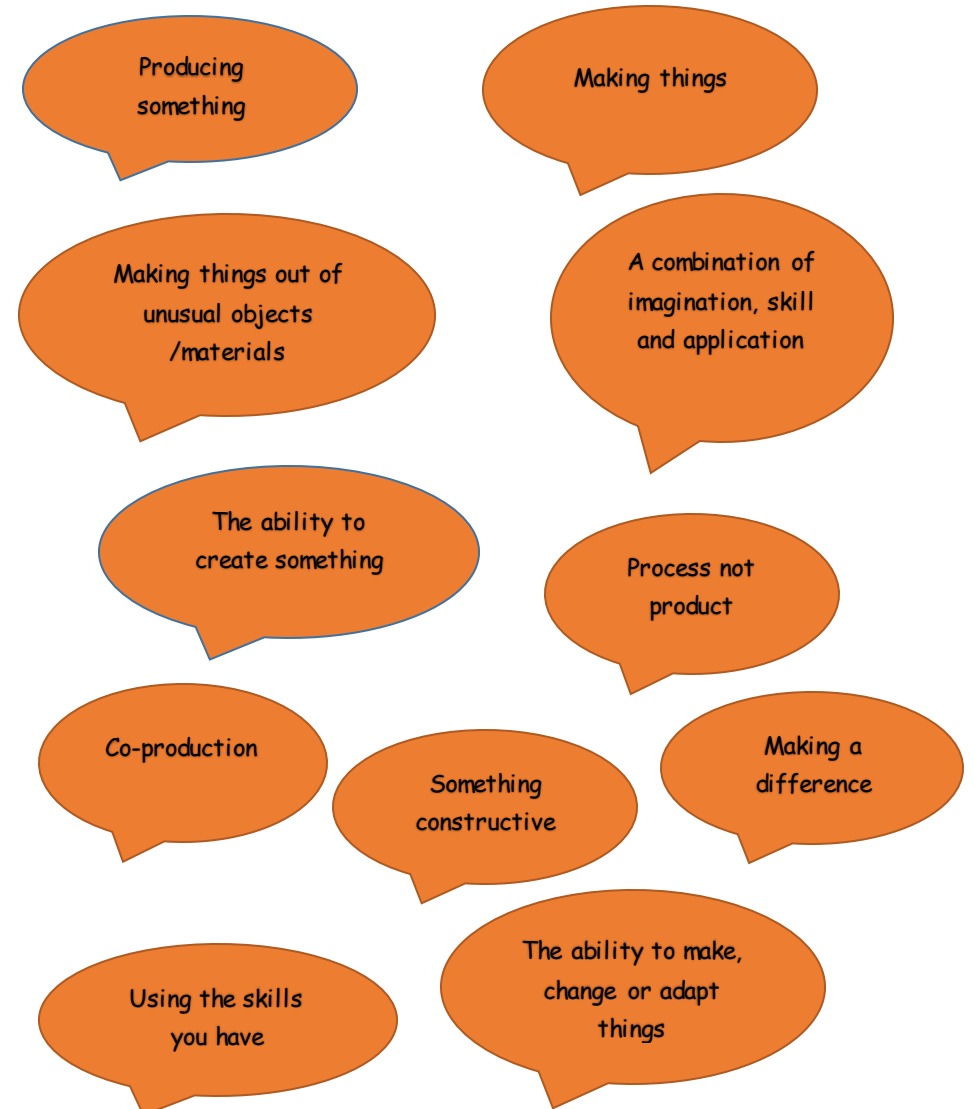 Producing
something
Making things
Making things out of
unusual objects
/materials
A combination of
imagination, skill
and application
The ability to
create something
Process not
product
Co-production
Something
constructive
Making a
difference
Using the skills
you have
The ability to make,
change or adapt
things